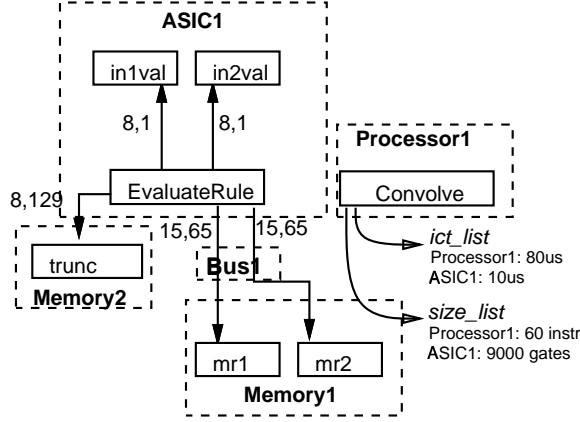 ASIC1
in1val
in2val
8,1
8,1
Processor1
EvaluateRule
Convolve
8,129
15,65
15,65
ict_list
Processor1: 80us
ASIC1: 10us
trunc
Bus1
Memory2
size_list
Processor1: 60 instr
ASIC1: 9000 gates
mr1
mr2
Memory1